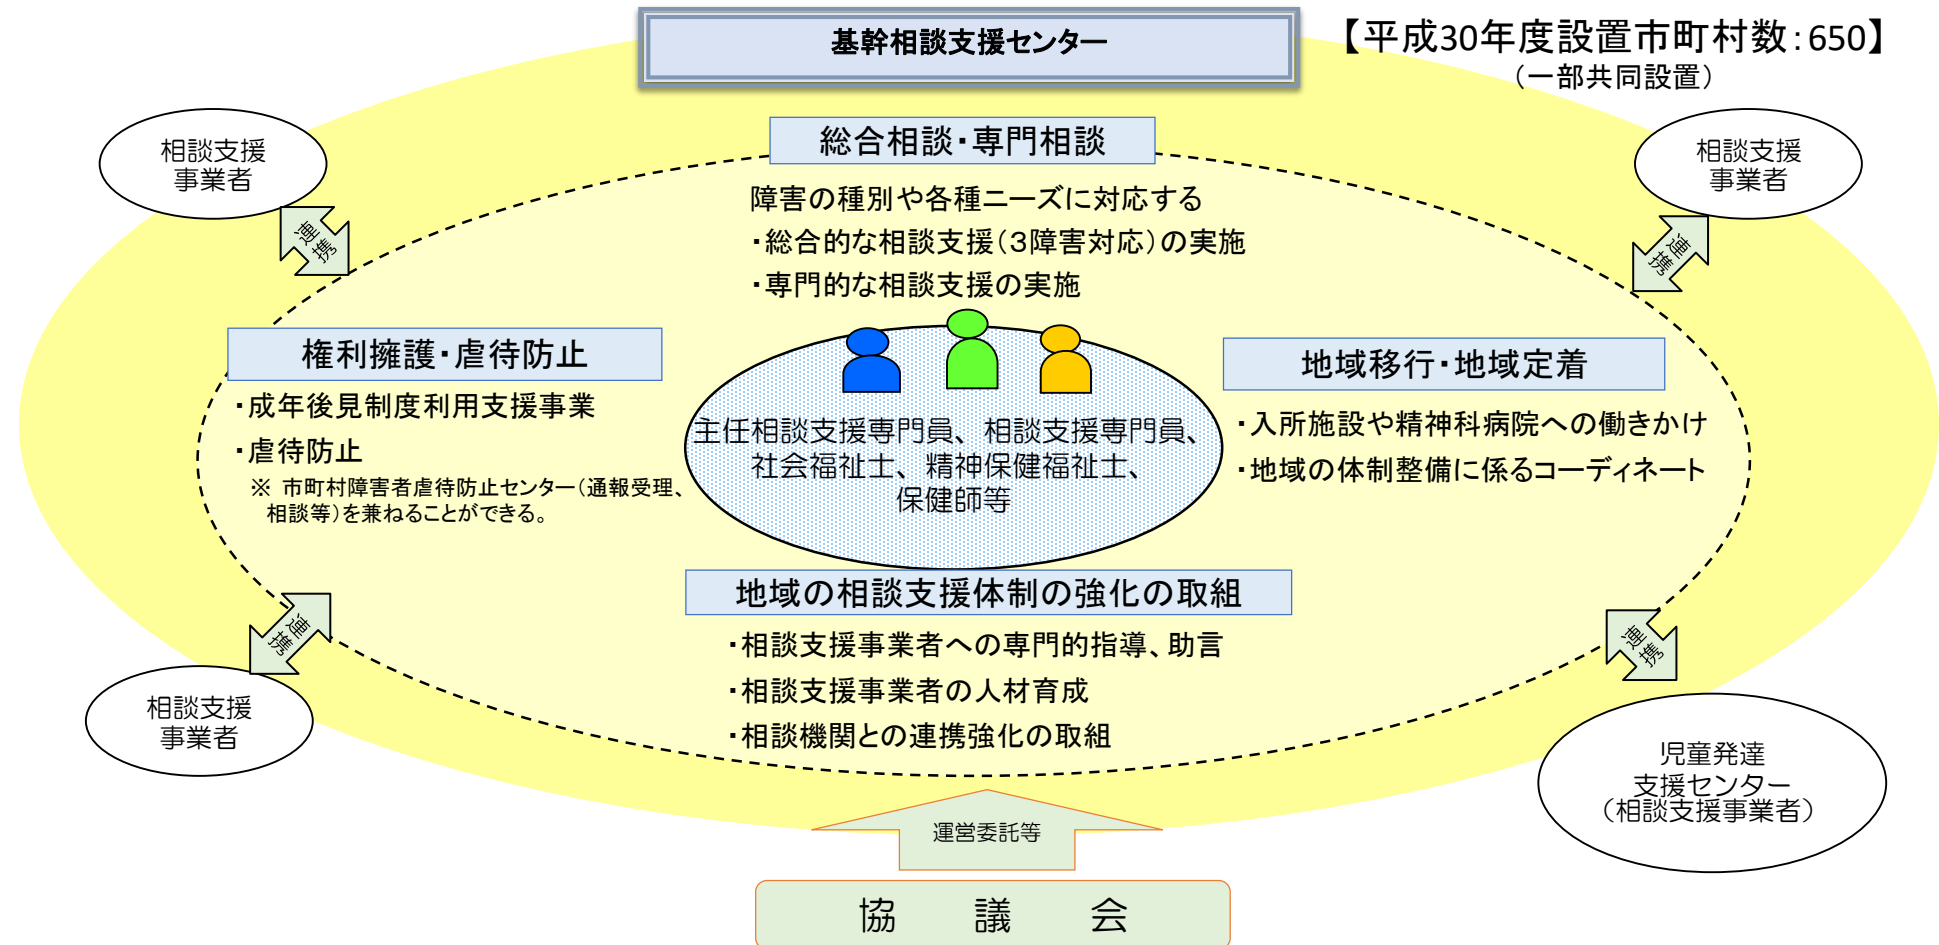 基幹相談支援センター
【平成30年度設置市町村数：650】
（一部共同設置）
相談支援
事業者
相談支援
事業者
連携
連携
総合相談・専門相談
障害の種別や各種ニーズに対応する
・総合的な相談支援（３障害対応）の実施
・専門的な相談支援の実施
権利擁護・虐待防止
・成年後見制度利用支援事業
・虐待防止
※ 市町村障害者虐待防止センター（通報受理、
相談等）を兼ねることができる。
主任相談支援専門員、相談支援専門員、
社会福祉士、精神保健福祉士、
保健師等
地域移行・地域定着
・入所施設や精神科病院への働きかけ
・地域の体制整備に係るコーディネート
地域の相談支援体制の強化の取組
・相談支援事業者への専門的指導、助言
・相談支援事業者の人材育成
・相談機関との連携強化の取組
連携
連携
相談支援
事業者
児童発達
支援センター
（相談支援事業者）
運営委託等
協　議　会